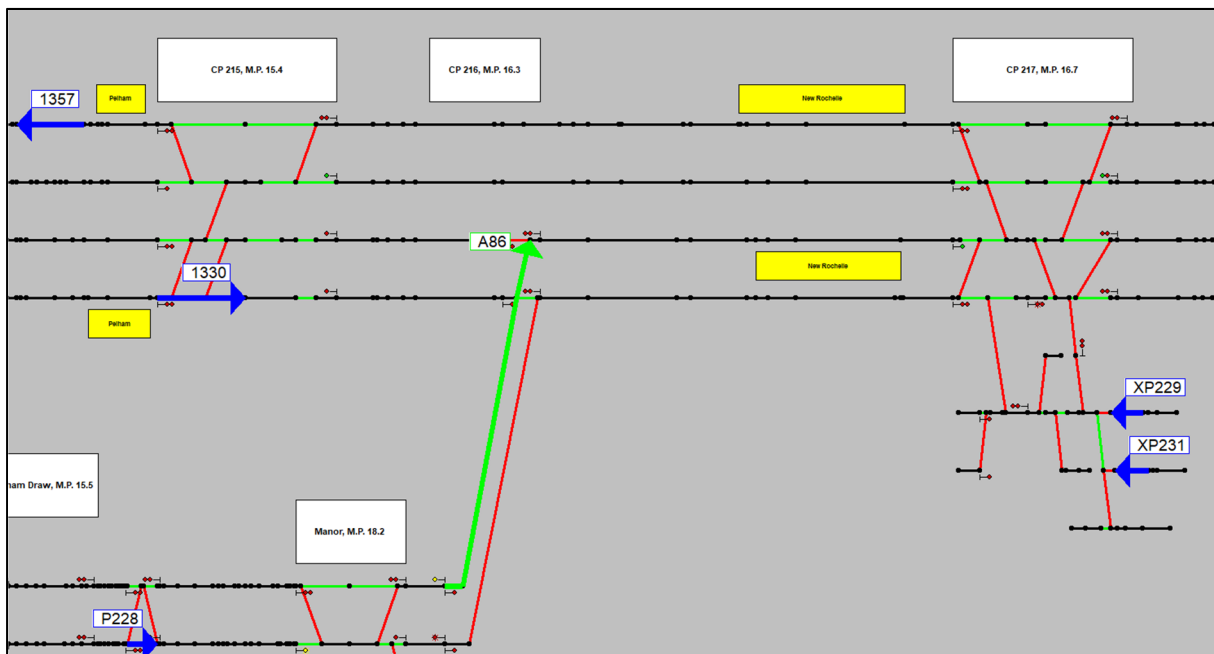 CP 215, M.P. 15.4
CP 216, M.P. 16.3
CP 217, M.P. 16.7
Pelham
1357
New Rochelle
A86
1330
New Rochelle
Pelham
XP229
XP231
ham Draw, M.P. 15.5
Manor, M.P. 18.2
P228